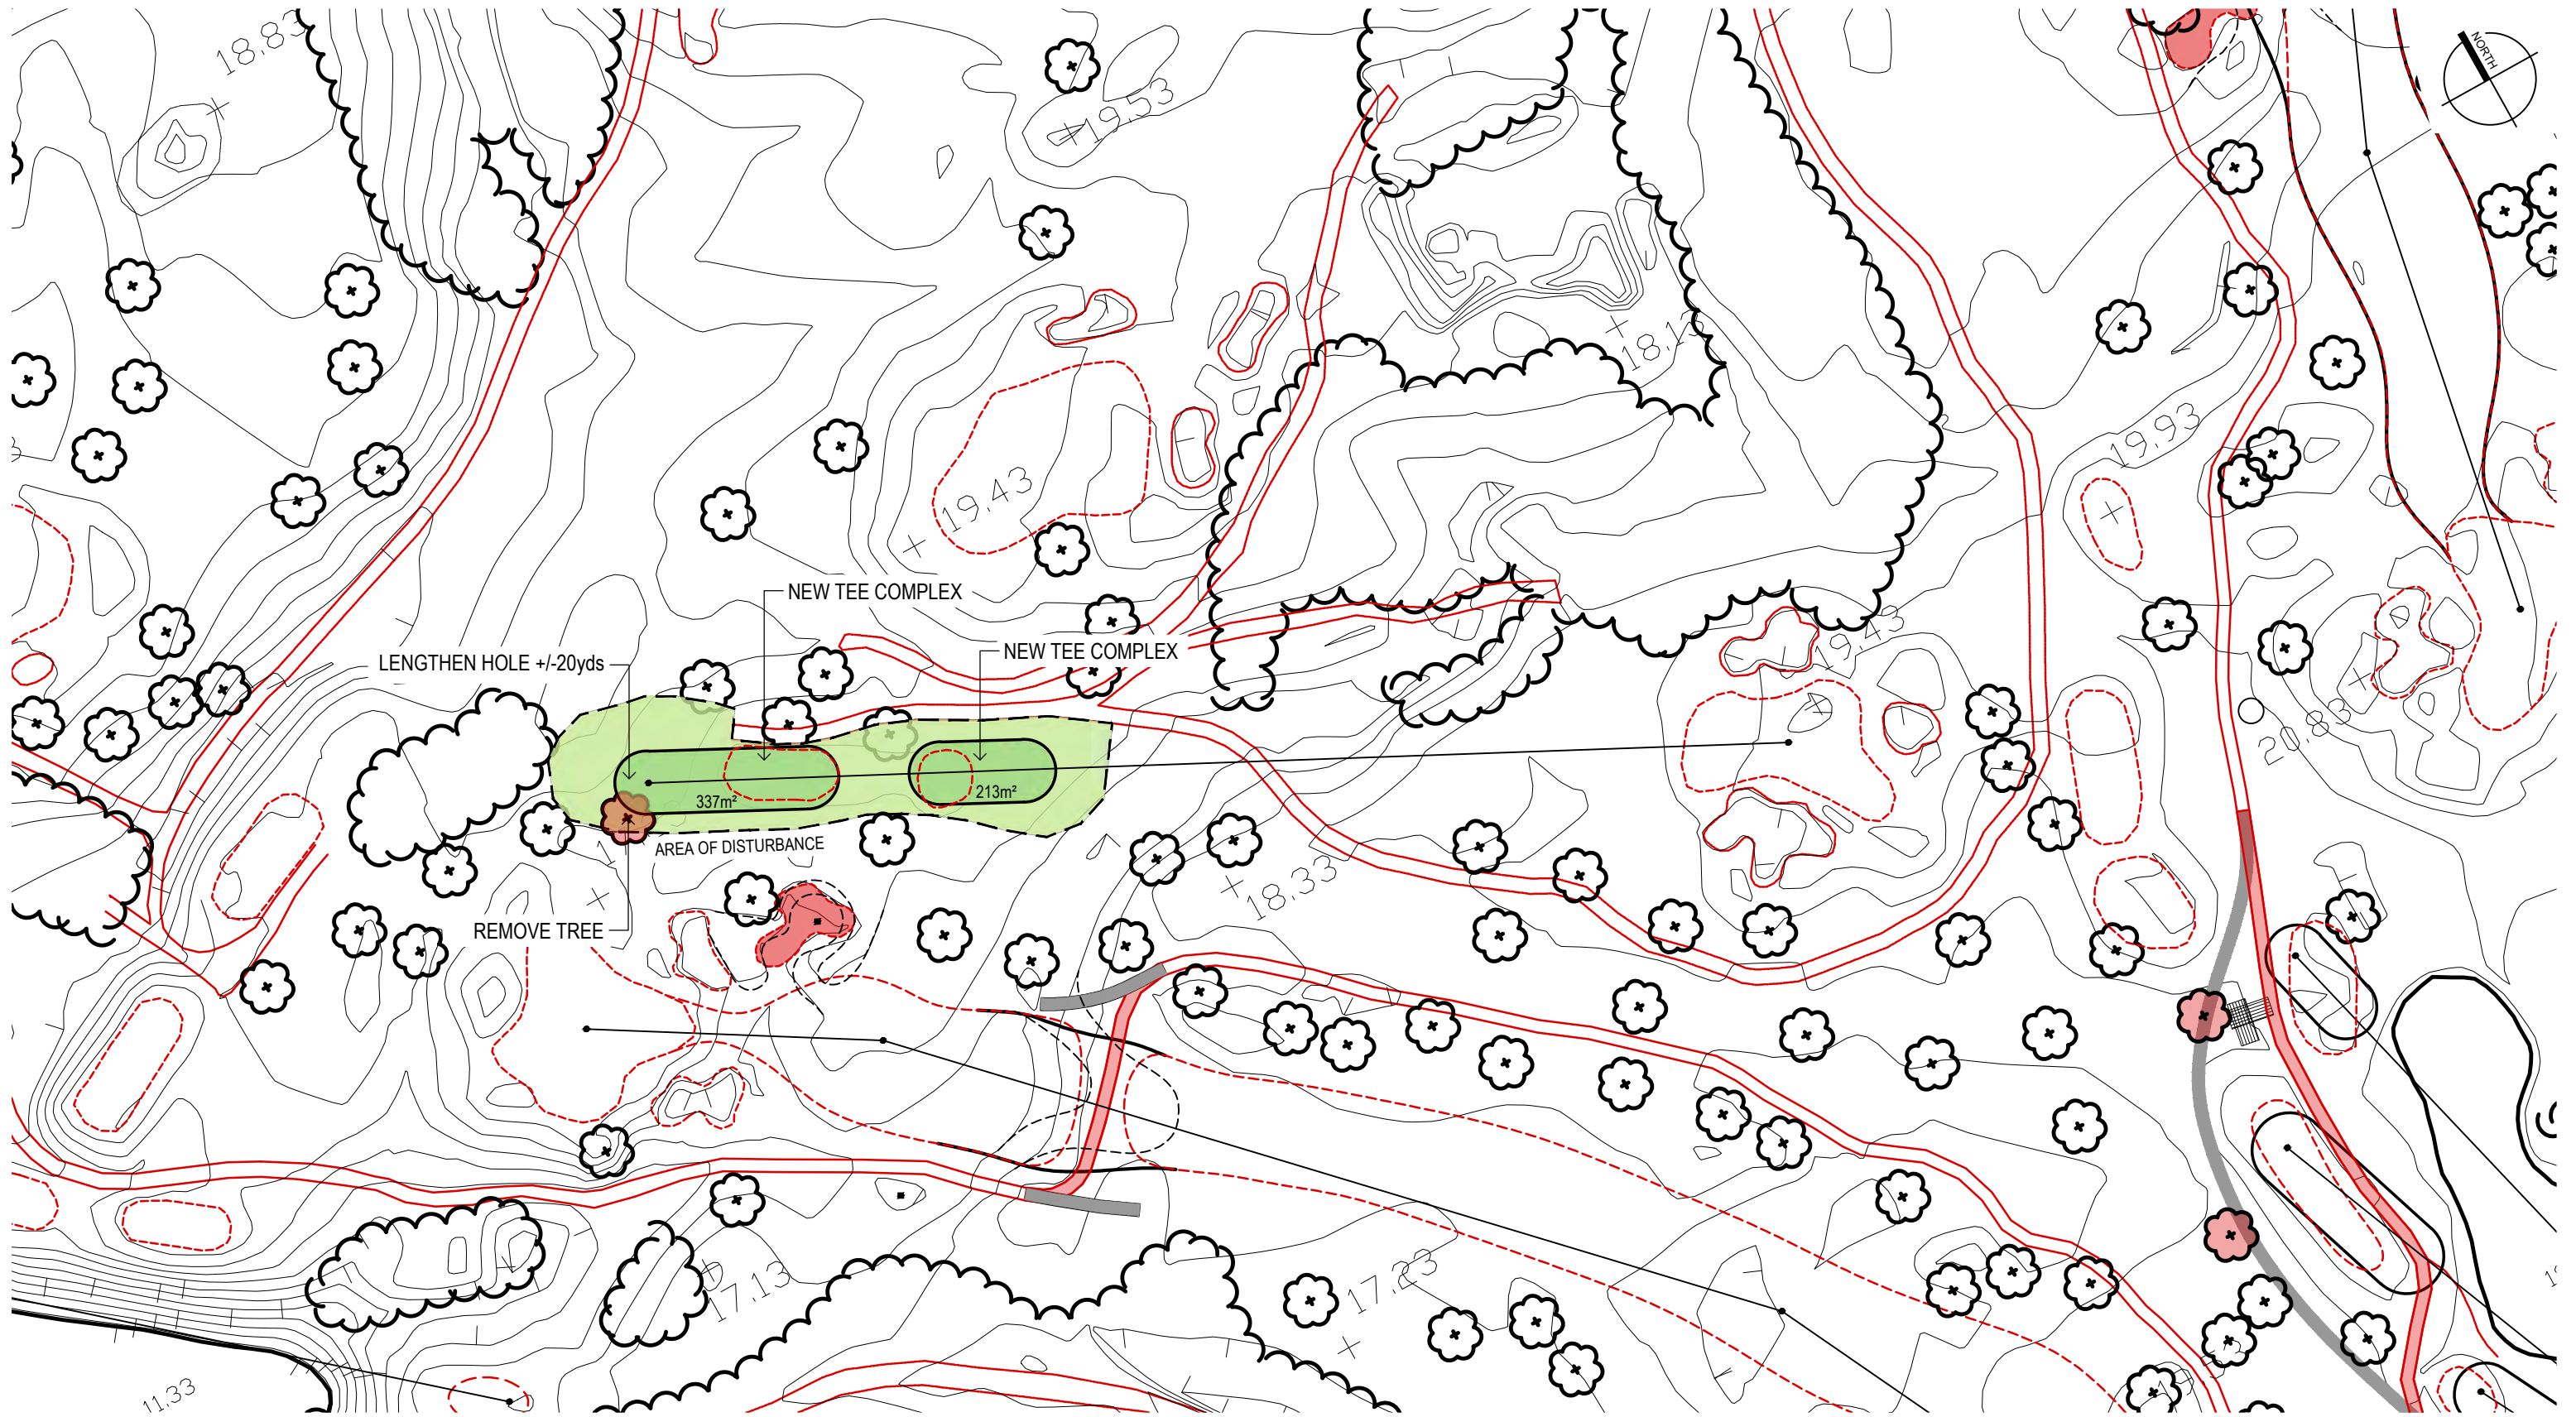 18.83
NORTH
19.53
18.13
19.93
19.43
NEW TEE COMPLEX
19.43
NEW TEE COMPLEX
LENGTHEN HOLE +/-20yds
20.83
337m²
213m²
AREA OF DISTURBANCE
18.33
REMOVE TREE
17.13
17.23
11.33